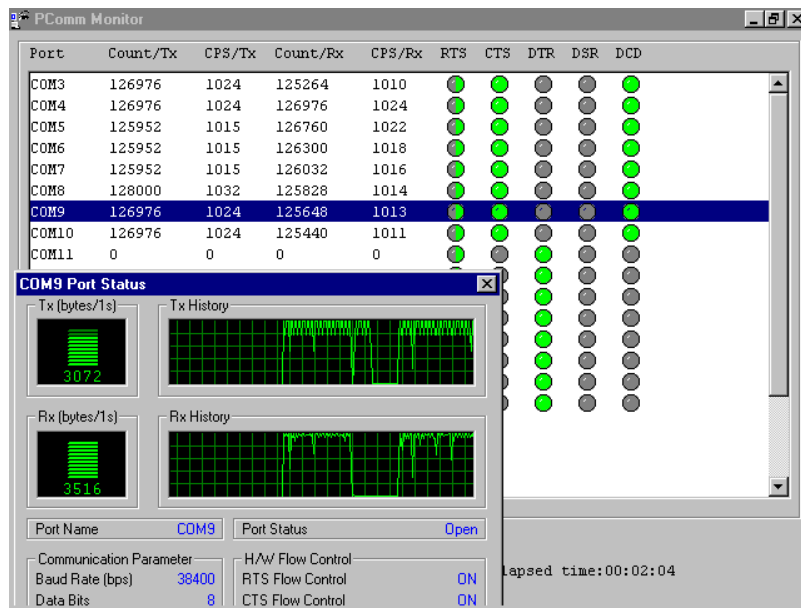 PComm Monitor
Port Count/Tx CPS/Tx Count/Rx CPS/Rx RTS CTS DTR DSR DCD
COM3 126976 1024 125264 1010
COM4 126976 1024 126976 1024
COM5 125952 1015 126760 1022
COM6 125952 1015 126300 1018
COM7 125952 1015 126032 1016
COM8 128000 1032 125828 1014
COM9 126976 1024 125648 1013
COM10 126976 1024 125440 1011
COM11 0 0 0 0
COM9 Port Status
Tx (bytes/1s) Tx History
3072
Rx (bytes/1s) Rx History
3516
Port Name COM9 Port Status Open
Communication Parameter H/W Flow Control
Baud Rate (bps) 38400 RTS Flow Control ON
lapsed time:00:02:04
Data Bits 8 CTS Flow Control ON